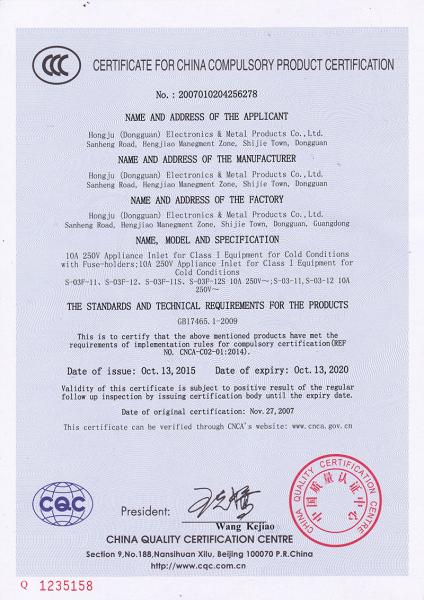 CCC
CERTIFICATE FOR CHINA COMPULSORY PRODUCT CERTIFICATION
No.: 2007010204256278
NAME AND ADDRESS OF THE APPLICANT
Hongju (Dongguan) Electronics & Metal Products Co.,Ltd.
Sanheng Road, Hengjiao Manegment Zone, Shijie Town, Dongguan
NAME AND ADDRESS OF THE MANUFACTURER
Hongju (Dongguan) Electronics & Metal Products Co.,Ltd.
Sanheng Road, Hengjiao Manegment Zone, Shijie Town, Dongguan
NAME AND ADDRESS OF THE FACTORY
Hongju (Dongguan) Electronics & Metal Products Co.,Ltd.
Sanheng Road, Hengjiao Manegment Zone, Shijie Town, Dongguan, Guangdong
NAME, MODEL AND SPECIFICATION
10A 250V Appliance Inlet for Class I Equipment for Cold Conditions
with Fuse-holders;10A 250V Appliance Inlet for Class I Equipment for
Cold Conditions
S-03F-11、S-03F-12、S-03F-11S、S-03F-12S 10A 250V～;S-03-11,S-03-12 10A
250V～
THE STANDARDS AND TECHNICAL REQUIREMENTS FOR THE PRODUCTS
GB17465.1-2009
This is to certify that the above mentioned products have met the
requirements of implementation rules for compulsory certification(REF
NO. CNCA-C02-01:2014).
Date of issue: Oct.13,2015 Date of expiry: Oct.13,2020
Validity of this certificate is subject to positive result of the regular
follow up inspection by issuing certification body until the expiry date.
Date of original certification: Nov.27,2007
This certificate can be verified through CNCA's website: www.cnca.gov.cn
CQC
President:
Wang Kejiao
CHINA QUALITY CERTIFICATION CENTRE
中国质量认证中心
CHINA QUALITY CERTIFICATION CENTRE
Section 9,No.188,Nansihuan Xilu, Beijing 100070 P.R.China
http://www.cqc.com.cn
Q 1235158